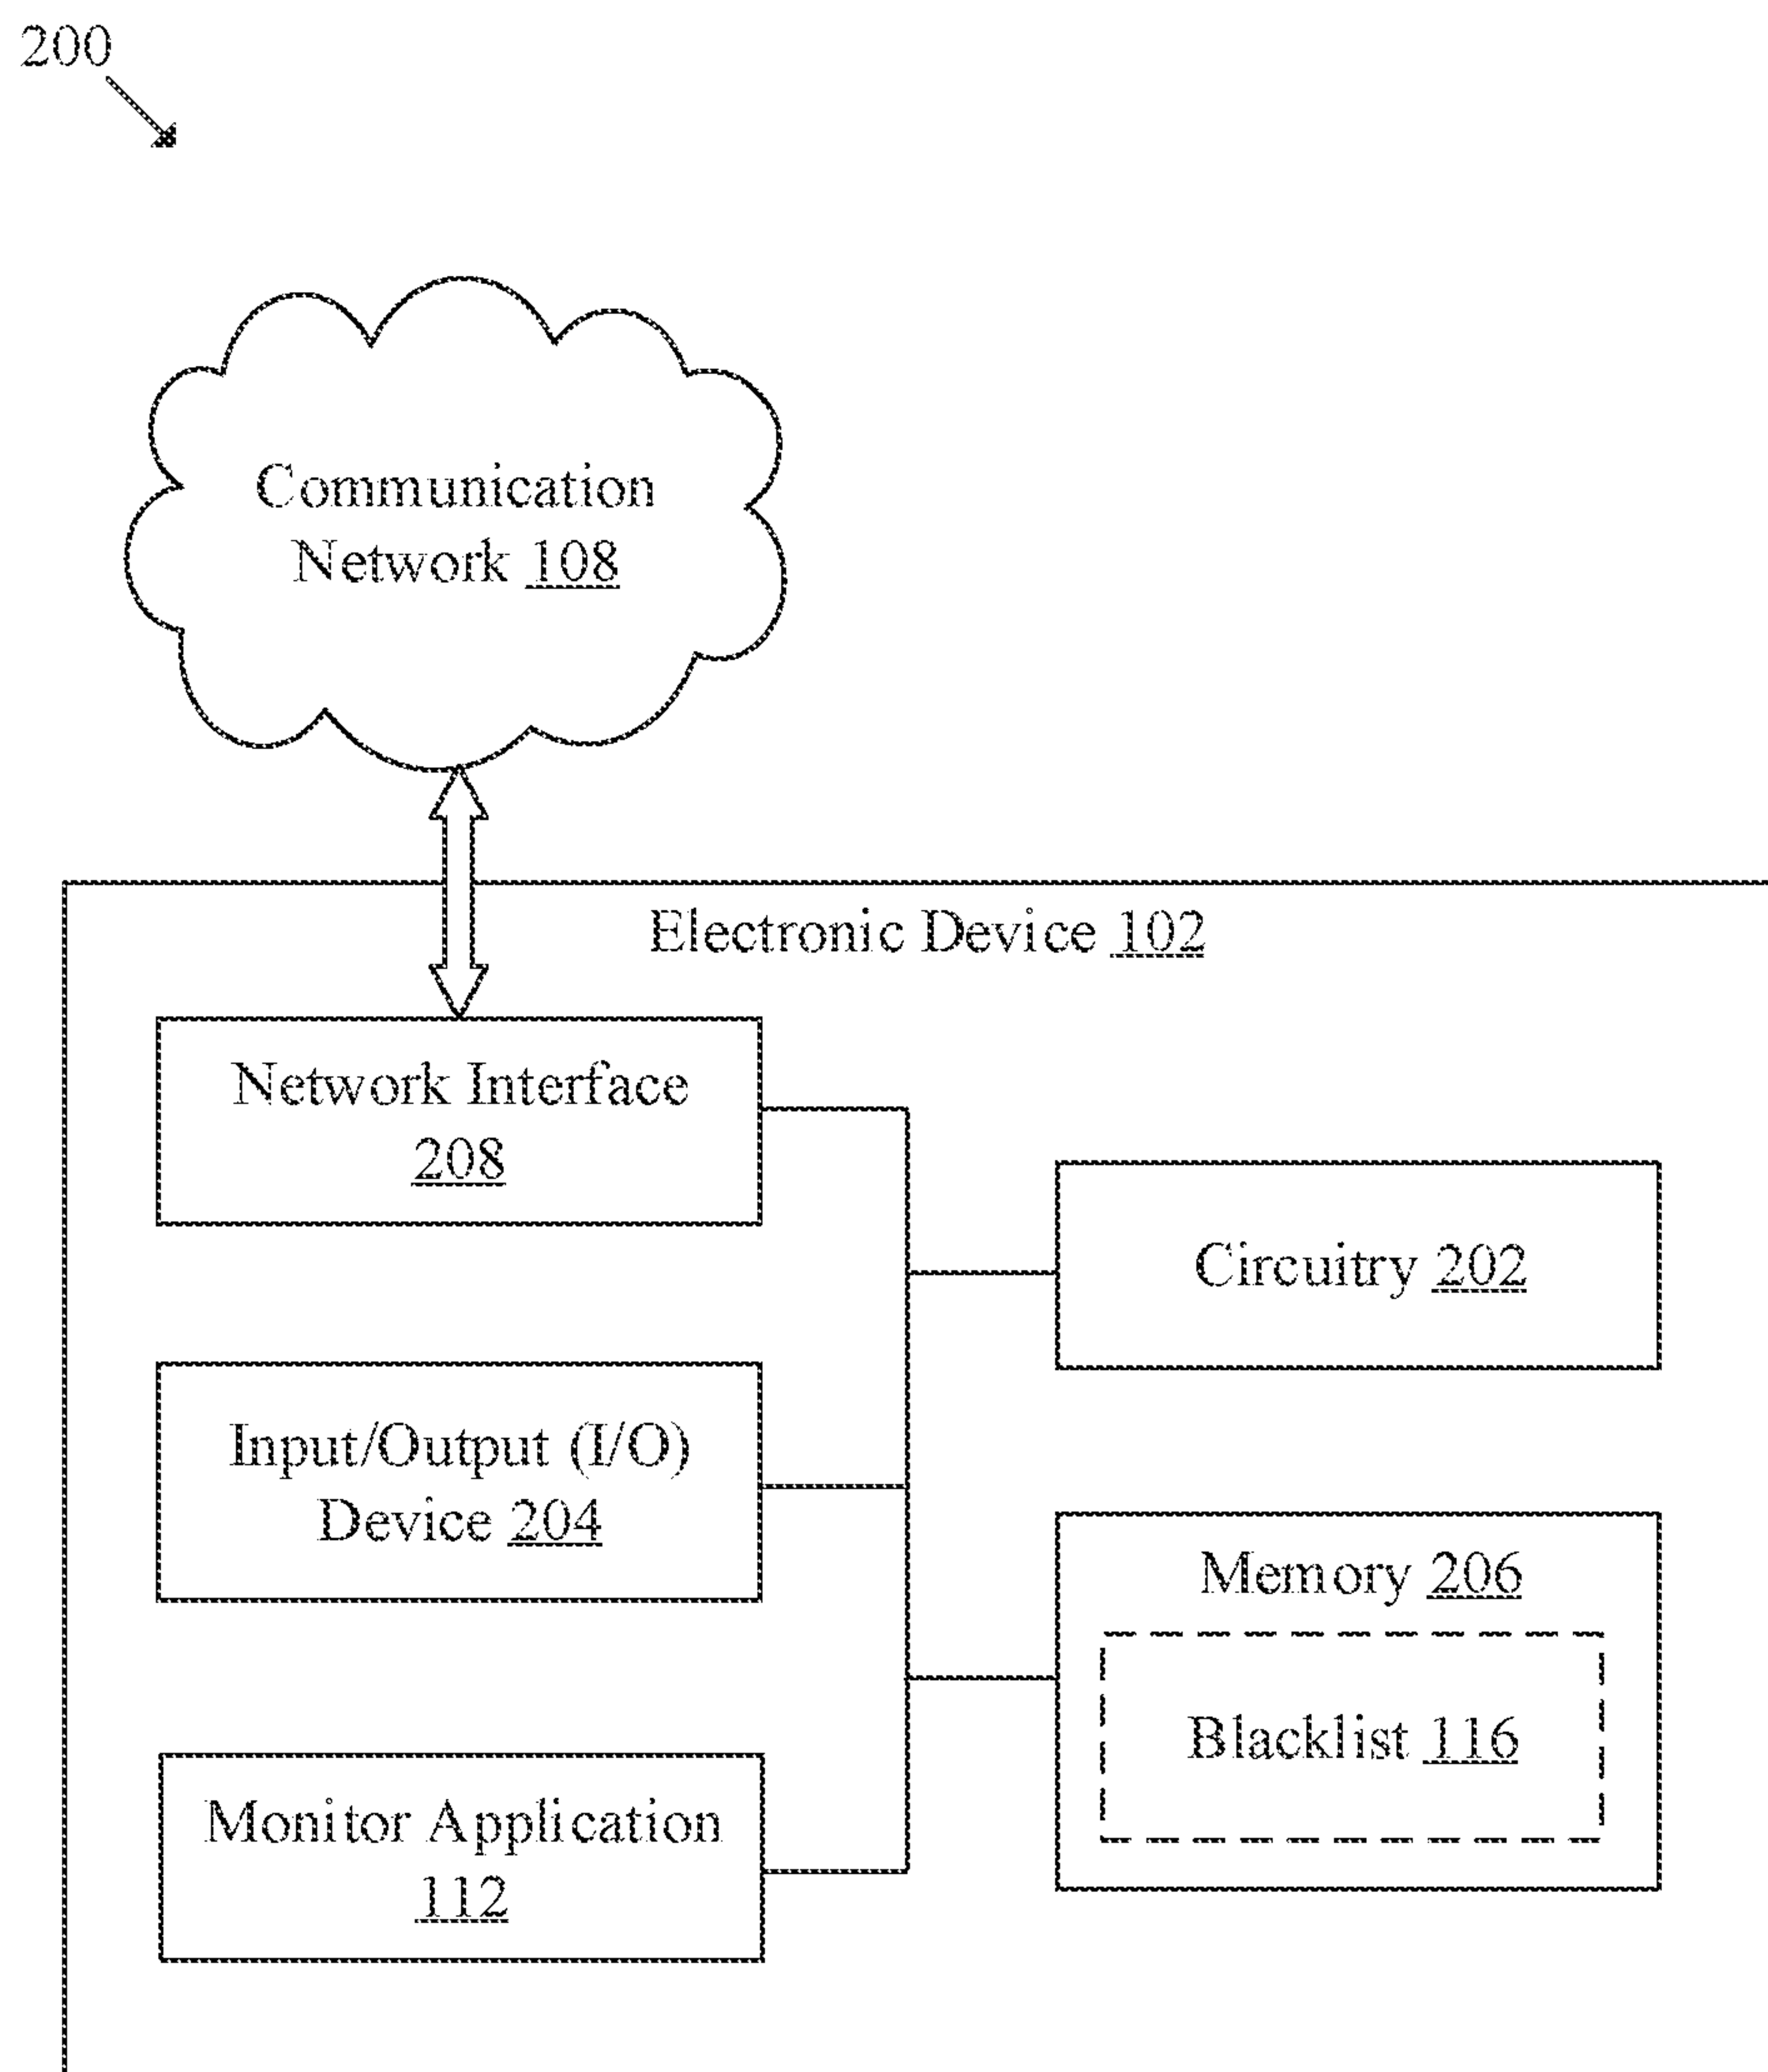 200
Communication
Network 108
Electronic Device 102
Network Interface
208
Circuitry 202
Input/Output (I/O)
Device 204
Memory 206
Blacklist 116
Monitor Application
112